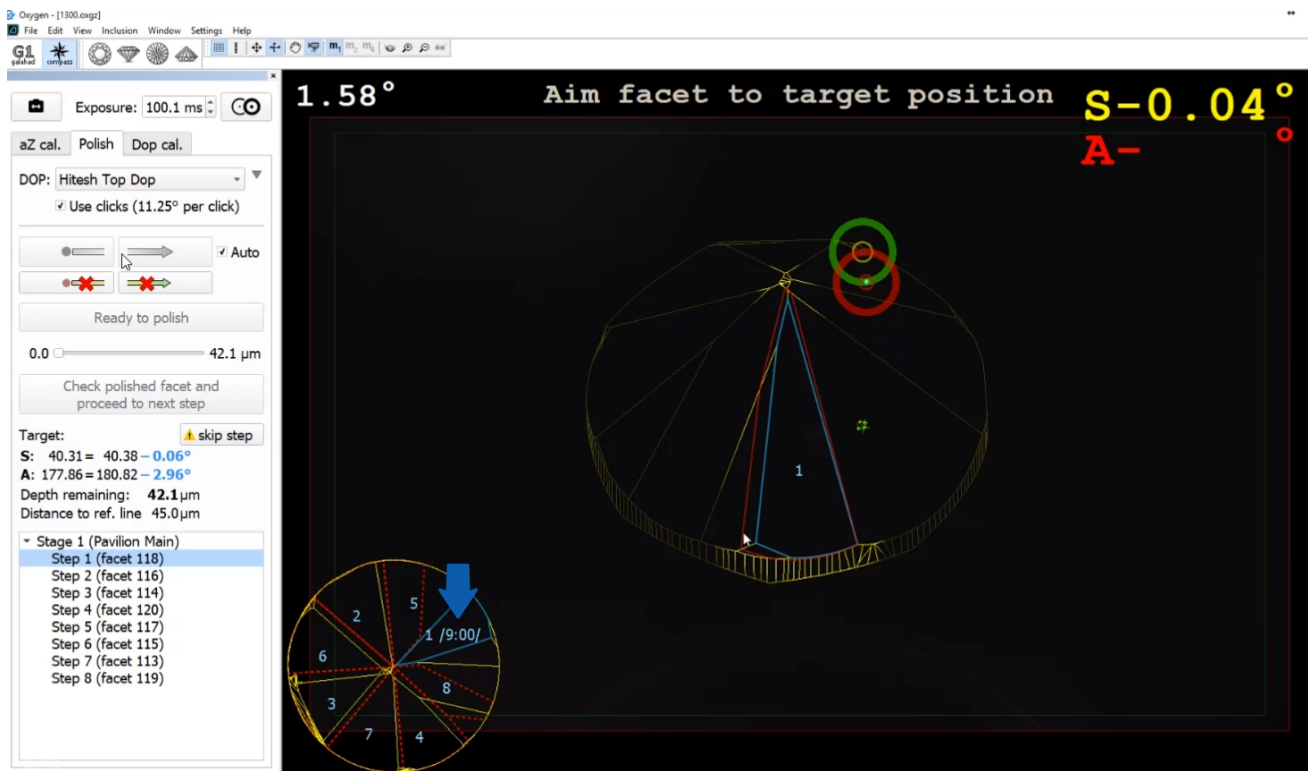 Oxygen - [1300.oxgz]
File Edit View Inclusion Window Settings Help
G1
galahad
compass
m1 m2 m4
Exposure: 100.1 ms
aZ cal. Polish Dop cal.
DOP: Hitesh Top Dop
Use clicks (11.25° per click)
Auto
Ready to polish
0.0 42.1 µm
Check polished facet and
proceed to next step
Target: skip step
S: 40.31= 40.38 – 0.06°
A: 177.86=180.82 – 2.96°
Depth remaining: 42.1µm
Distance to ref. line 45.0µm
Stage 1 (Pavilion Main)
Step 1 (facet 118)
Step 2 (facet 116)
Step 3 (facet 114)
Step 4 (facet 120)
Step 5 (facet 117)
Step 6 (facet 115)
Step 7 (facet 113)
Step 8 (facet 119)
1.58° Aim facet to target position S-0.04°
A- °
1
5
2
1 /9:00/
6
8
3
7
4